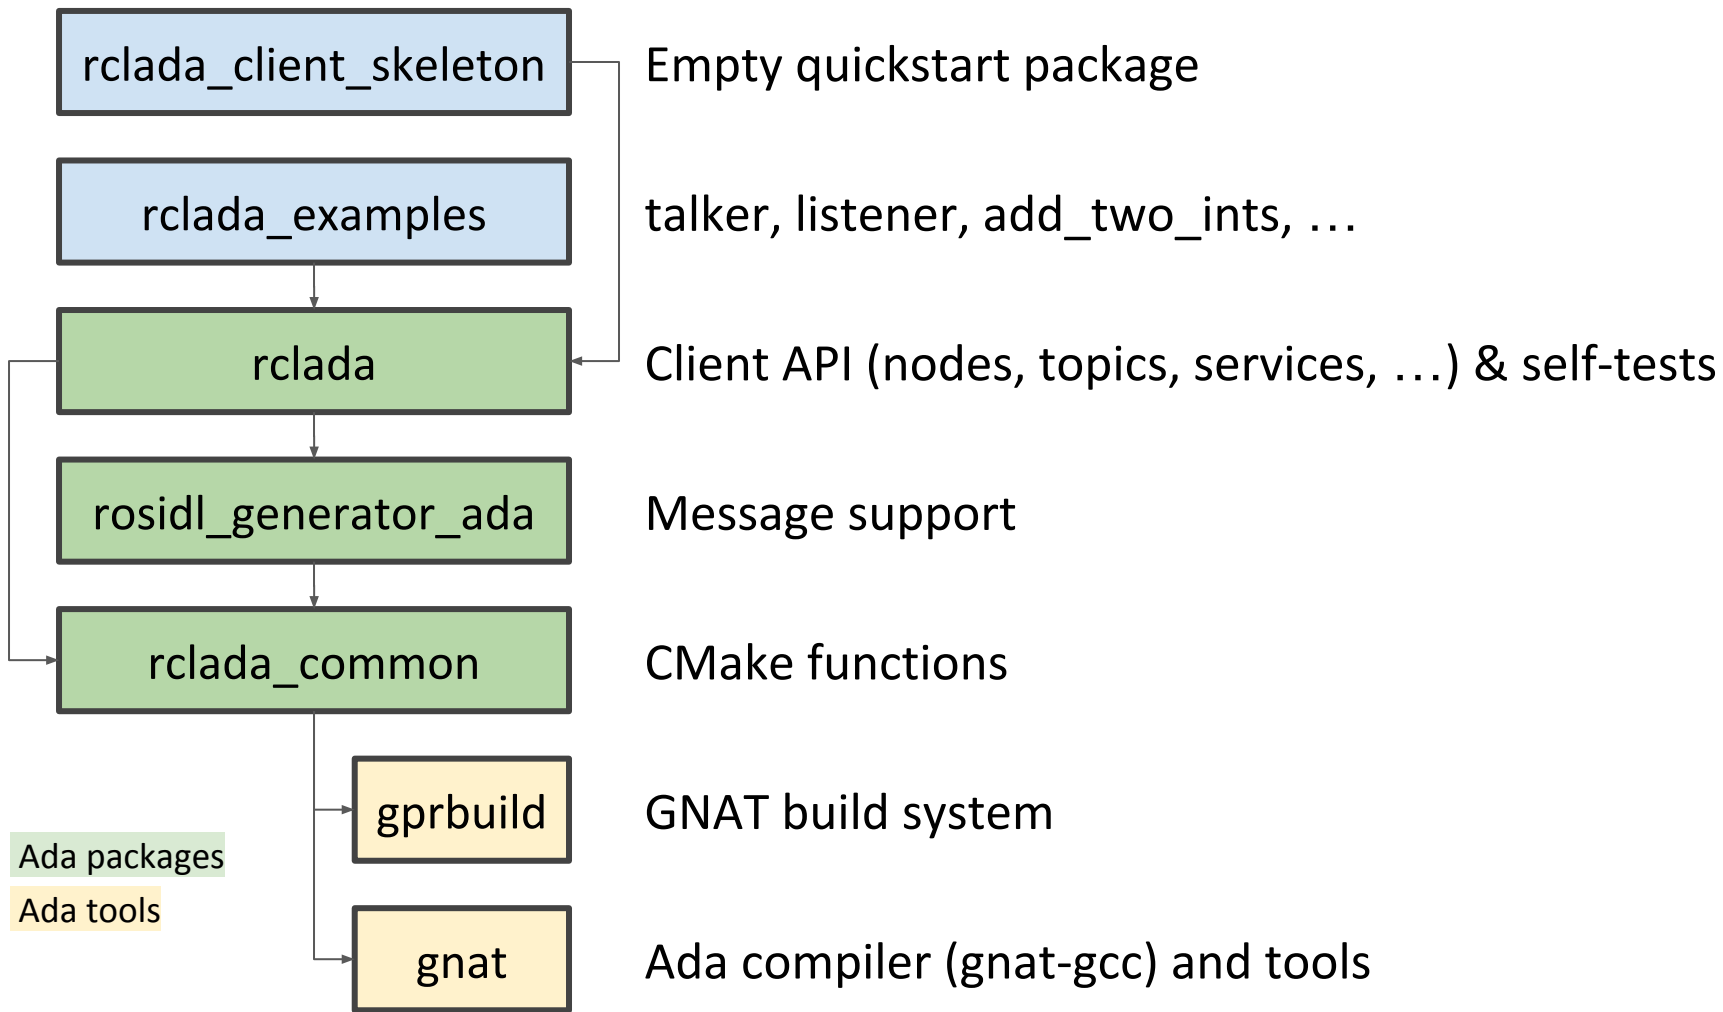 rclada_client_skeleton Empty quickstart package
rclada_examples talker, listener, add_two_ints, …
rclada Client API (nodes, topics, services, …) & self-tests
rosidl_generator_ada Message support
rclada_common CMake functions
gprbuild GNAT build system
Ada packages
Ada tools
gnat Ada compiler (gnat-gcc) and tools